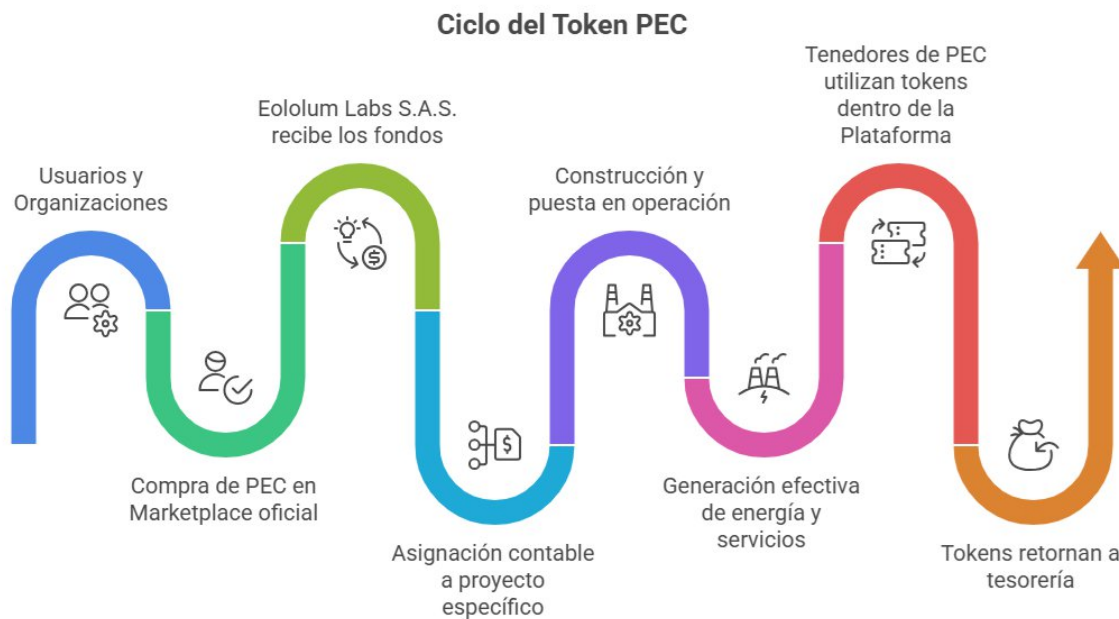 Ciclo del Token PEC
Usuarios y
Organizaciones
Compra de PEC en
Marketplace oficial
Eololum Labs S.A.S.
recibe los fondos
Asignación contable
a proyecto
específico
Construcción y
puesta en operación
Generación efectiva
de energía y
servicios
Tenedores de PEC
utilizan tokens
dentro de la
Plataforma
Tokens retornan a
tesorería